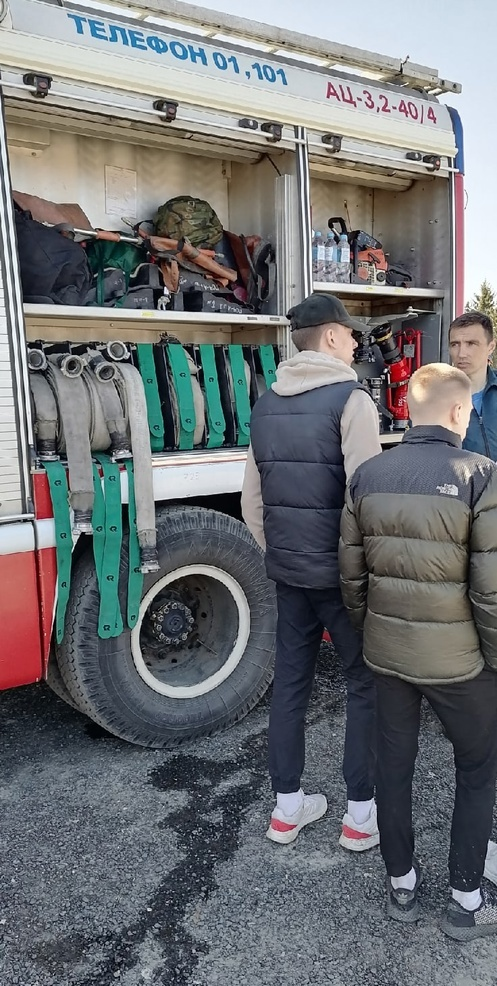 ТЕЛЕФОН 01,101
АЦ-3,2-40/4
THE
NORTH
FACE